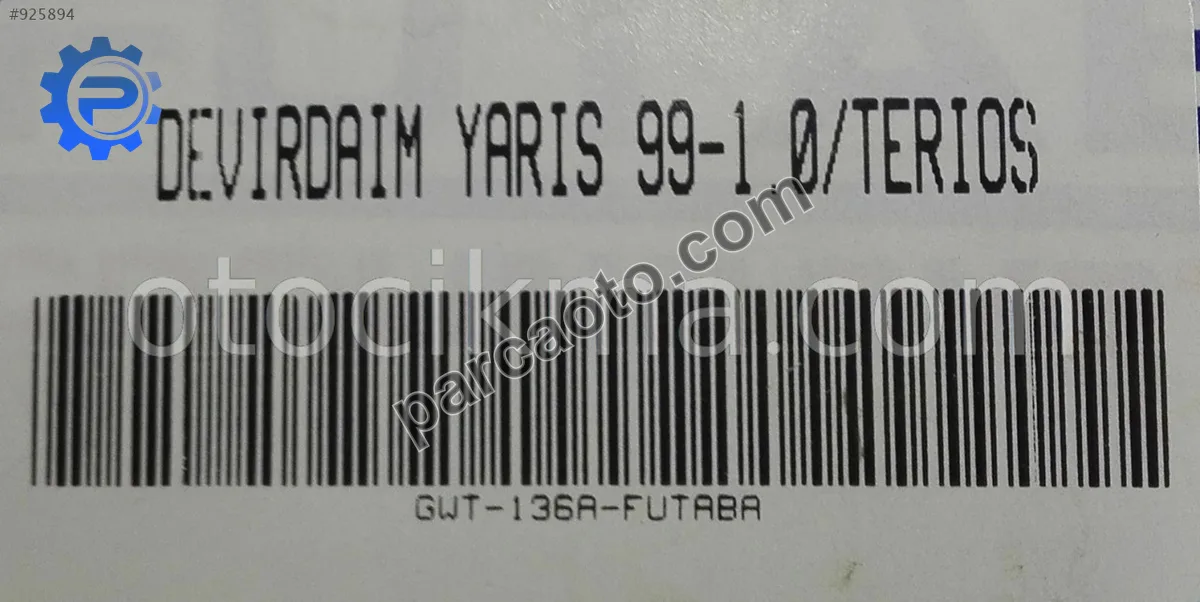 #925894
DEVIRDAIM YARIS 99-1.0/TERIOS
otocikma.com
parcaoto.com
GWT-136A-FUTABA